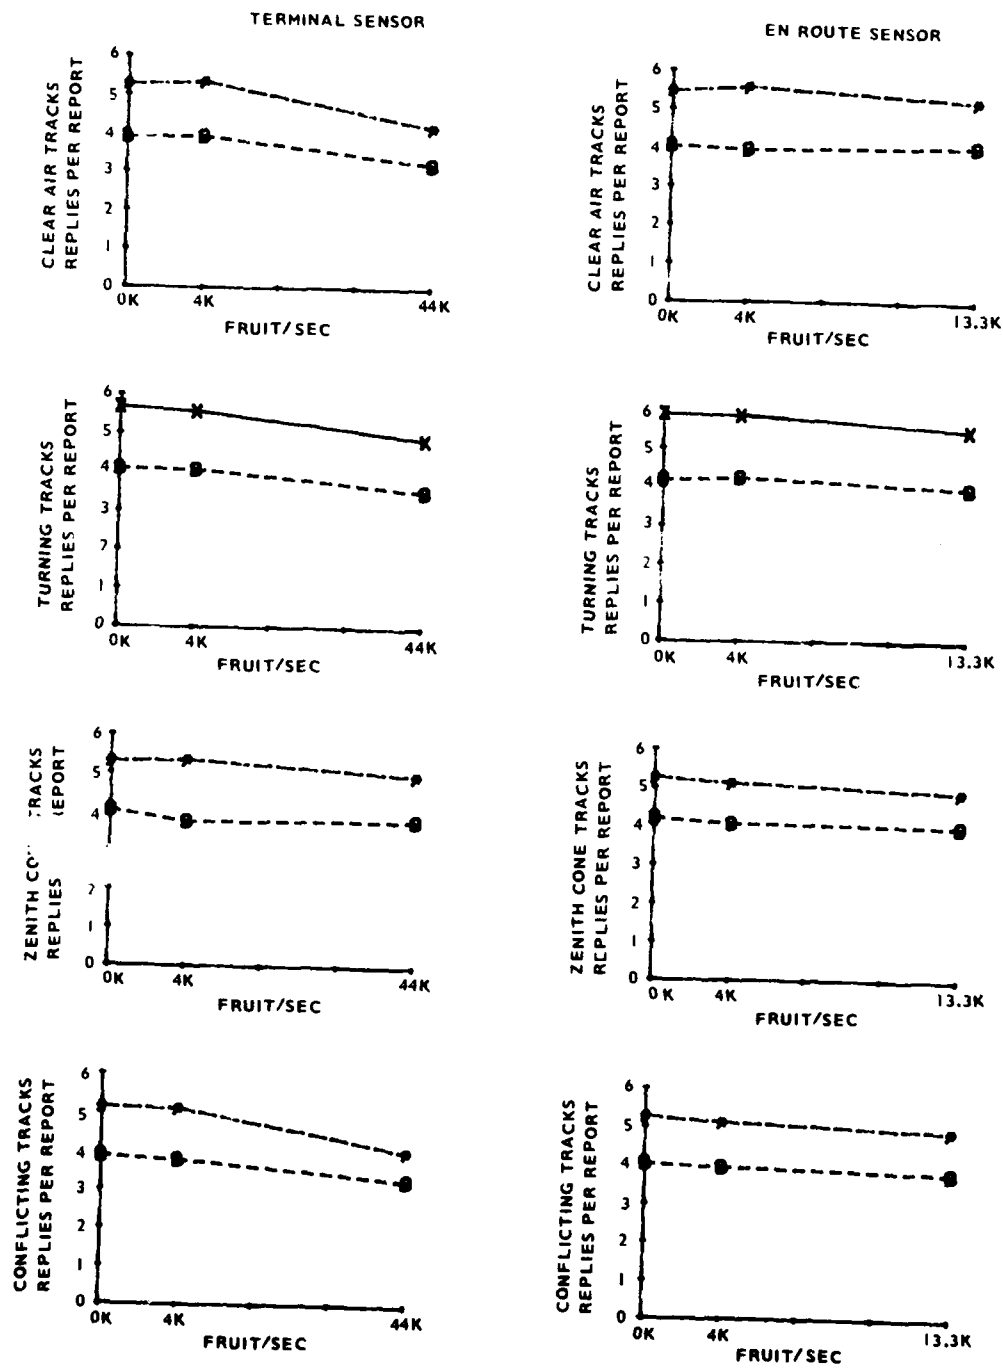 TERMINAL SENSOR
EN ROUTE SENSOR
CLEAR AIR TRACKS
REPLIES PER REPORT
6
5
4
3
2
1
0
0K
4K
44K
FRUIT/SEC
CLEAR AIR TRACKS
REPLIES PER REPORT
6
5
4
3
2
1
0
0K
4K
13.3K
FRUIT/SEC
TURNING TRACKS
REPLIES PER REPORT
6
5
4
3
2
1
0
0K
4K
44K
FRUIT/SEC
TURNING TRACKS
REPLIES PER REPORT
6
5
4
3
2
1
0
0K
4K
13.3K
FRUIT/SEC
ZENITH TRACKS
REPLIES
6
5
4
2
1
0
0K
4K
44K
FRUIT/SEC
ZENITH CONE TRACKS
REPLIES PER REPORT
6
5
4
3
2
1
0
0K
4K
13.3K
FRUIT/SEC
CONFLICTING TRACKS
REPLIES PER REPORT
6
5
4
3
2
1
0
0K
4K
44K
FRUIT/SEC
CONFLICTING TRACKS
REPLIES PER REPORT
6
5
4
3
2
1
0
0K
4K
13.3K
FRUIT/SEC